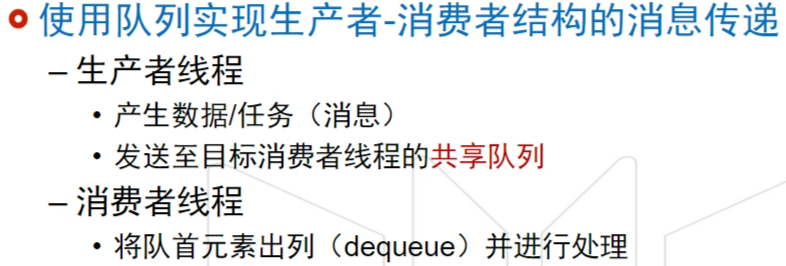 使用队列实现生产者-消费者结构的消息传递
– 生产者线程
• 产生数据/任务（消息）
• 发送至目标消费者线程的共享队列
– 消费者线程
• 将队首元素出列（dequeue）并进行处理